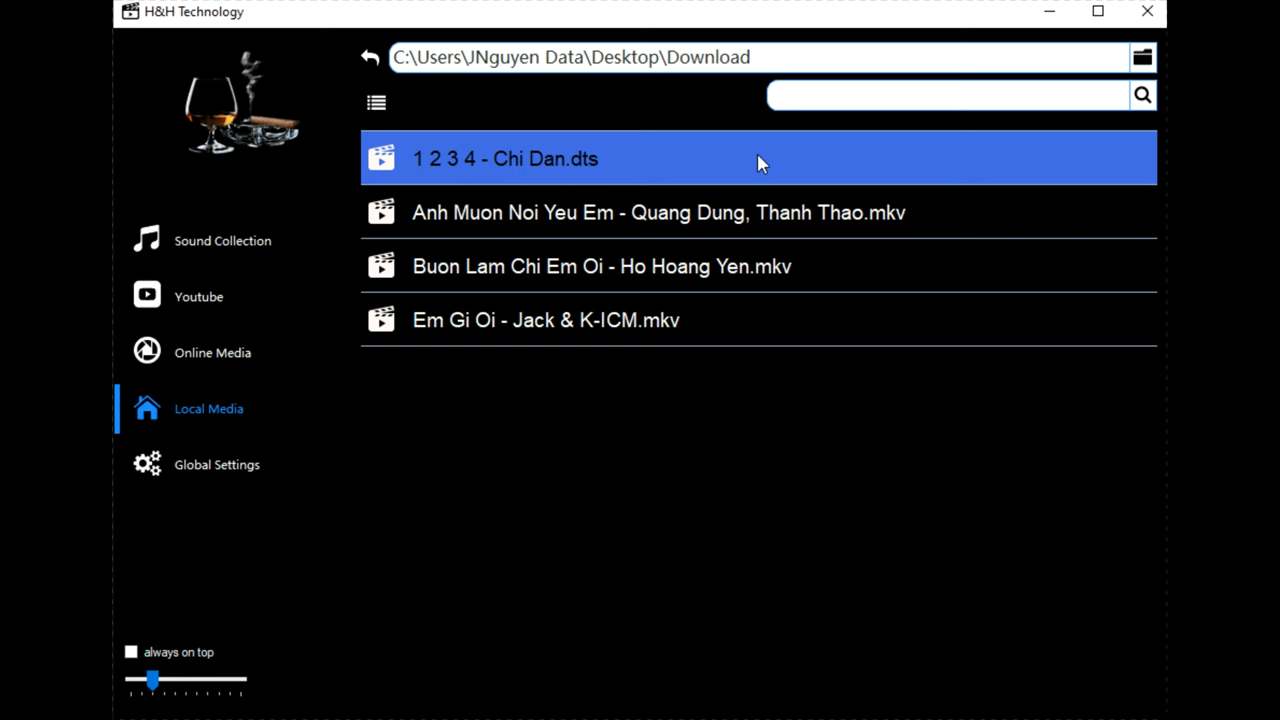 H&H Technology
C:\Users\JNguyen Data\Desktop\Download
1 2 3 4 - Chi Dan.dts
Anh Muon Noi Yeu Em - Quang Dung, Thanh Thao.mkv
Buon Lam Chi Em Oi - Ho Hoang Yen.mkv
Em Gi Oi - Jack & K-ICM.mkv
Sound Collection
Youtube
Online Media
Local Media
Global Settings
always on top